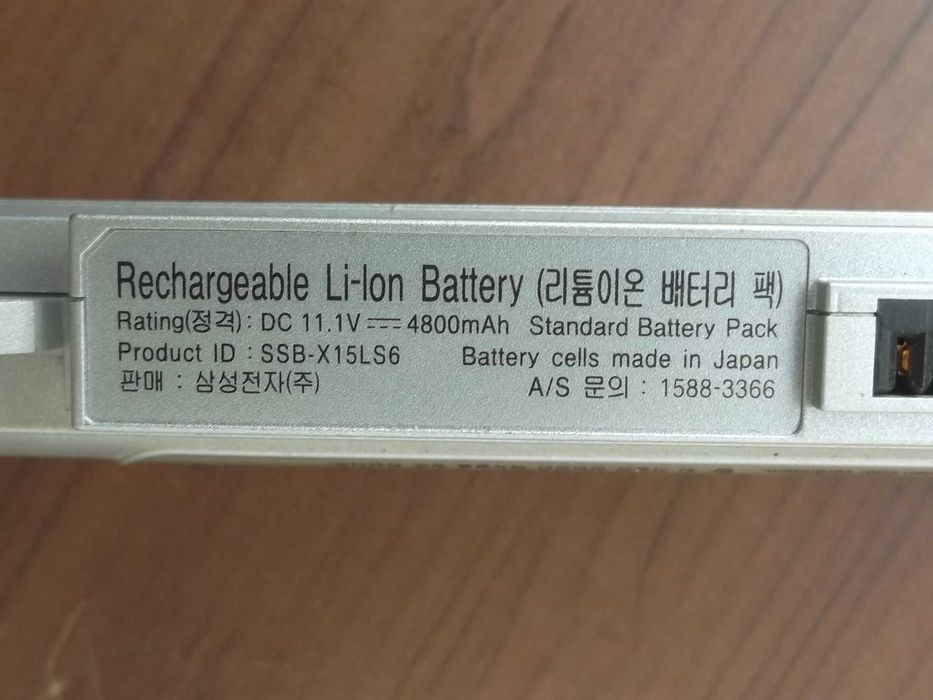 Rechargeable Li-Ion Battery (리튬이온 배터리 팩)
Rating(정격) : DC 11.1V ⎓ 4800mAh Standard Battery Pack
Product ID : SSB-X15LS6 Battery cells made in Japan
판매 : 삼성전자(주) A/S 문의 : 1588-3366